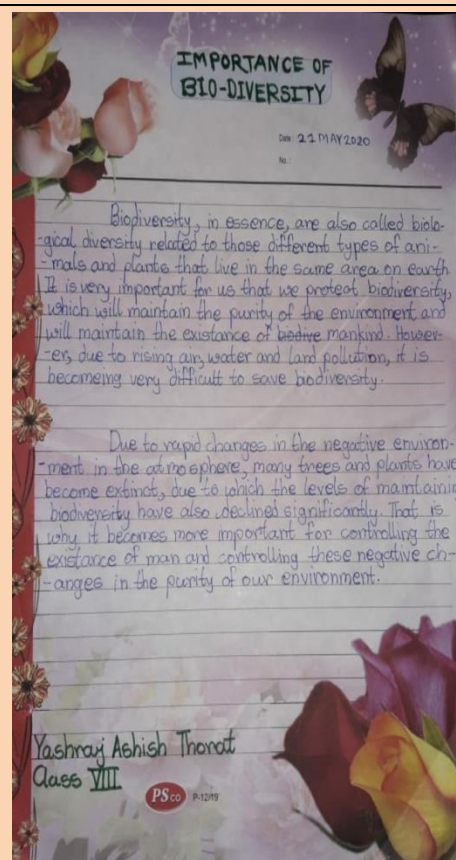 IMPORTANCE OF
BIO-DIVERSITY
Date: 22 MAY 2020
No.:
Biodiversity, in essence, are also called biolo-
-gical diversity related to those different types of ani-
-mals and plants that live in the same area on earth
It is very important for us that we protect biodiversity,
which will maintain the purity of the environment and
will maintain the existance of biodive mankind. Howev-
-er, due to rising air, water and land pollution, it is
becomeing very difficult to save biodiversity.
Due to rapid changes in the negative environ-
-ment in the atmosphere, many trees and plants have
become extinct, due to which the levels of maintainin
biodiversity have also declined significantly. That is
why it becomes more important for controlling the
existance of man and controlling these negative ch-
-anges in the purity of our environment.
Yashraj Ashish Thorat
Class VIII
PS CO P-12/19